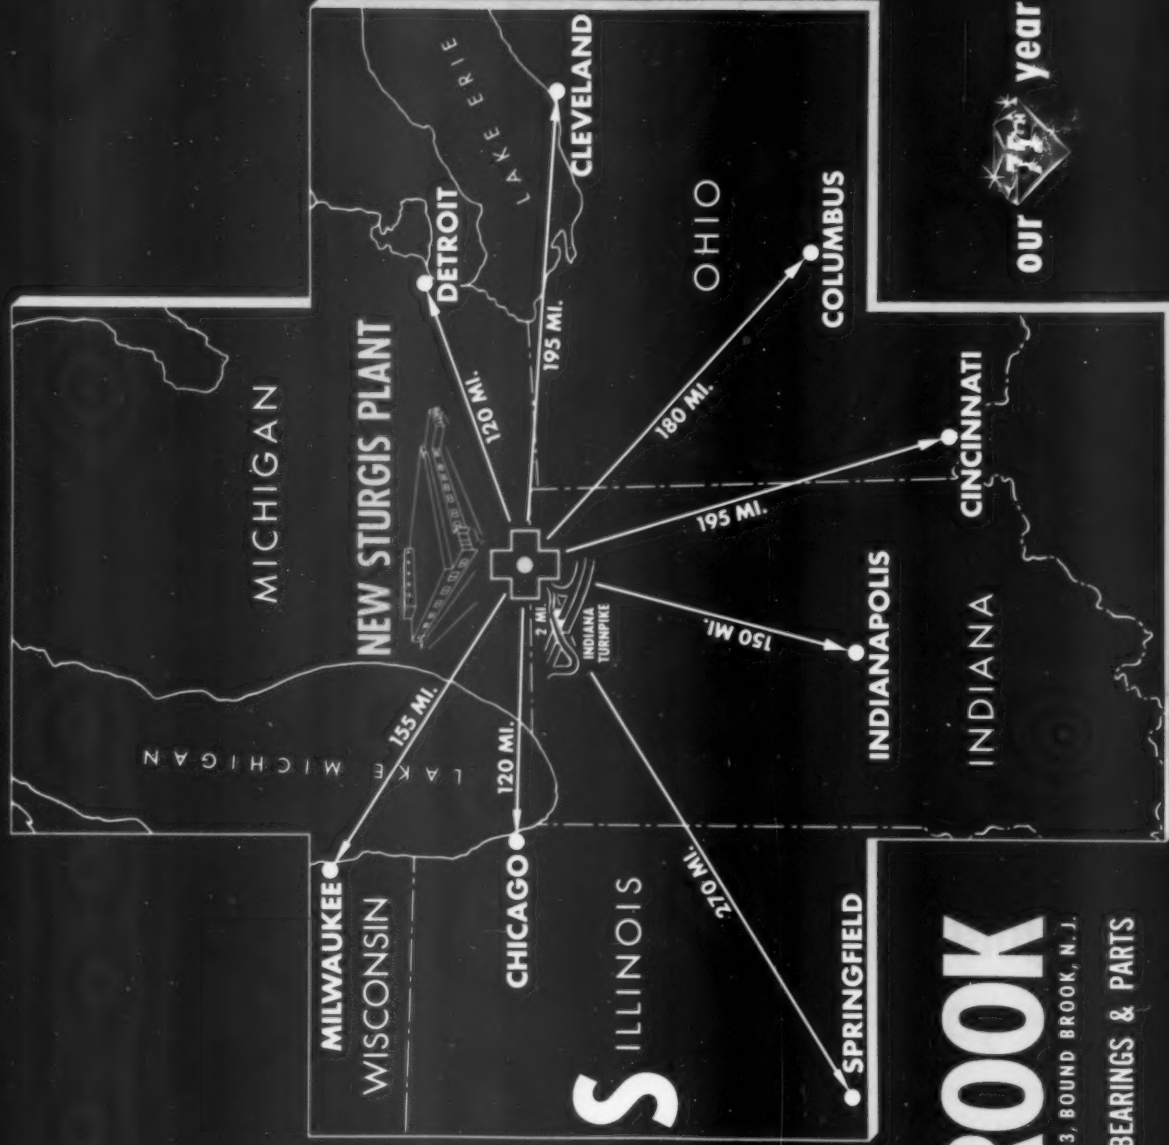 MICHIGAN
NEW STURGIS PLANT
LAKE MICHIGAN
LAKE ERIE
MILWAUKEE
WISCONSIN
155 MI.
120 MI.
DETROIT
CHICAGO
120 MI.
2 MI.
INDIANA
TURNPIKE
195 MI.
CLEVELAND
ILLINOIS
S
270 MI.
150 MI.
195 MI.
180 MI.
OHIO
SPRINGFIELD
INDIANAPOLIS
COLUMBUS
INDIANA
CINCINNATI
OOK
3, BOUND BROOK, N. J.
BEARINGS & PARTS
our 75TH year